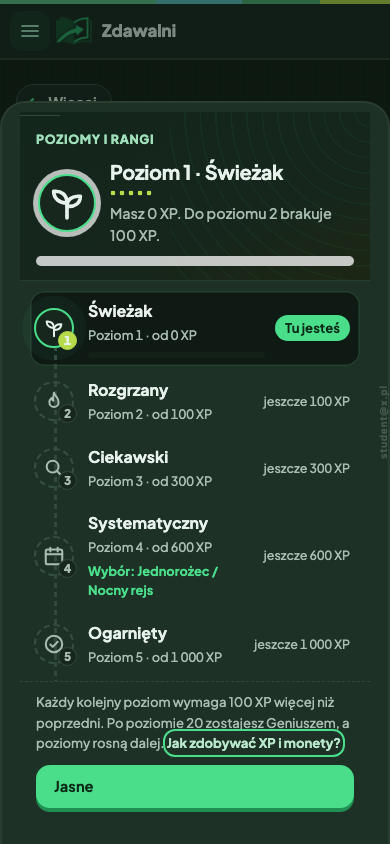 Zdawalni
Więcej
POZIOMY I RANGI
Poziom 1 · Świeżak
Masz 0 XP. Do poziomu 2 brakuje
100 XP.
Świeżak
Poziom 1 · od 0 XP
Tu jesteś
1
Rozgrzany
Poziom 2 · od 100 XP
jeszcze 100 XP
2
Ciekawski
Poziom 3 · od 300 XP
jeszcze 300 XP
3
Systematyczny
Poziom 4 · od 600 XP
jeszcze 600 XP
4
Wybór: Jednorożec /
Nocny rejs
Ogarnięty
Poziom 5 · od 1 000 XP
jeszcze 1 000 XP
5
student@x.pl
Każdy kolejny poziom wymaga 100 XP więcej niż
poprzedni. Po poziomie 20 zostajesz Geniuszem, a
poziomy rosną dalej. Jak zdobywać XP i monety?
Jasne